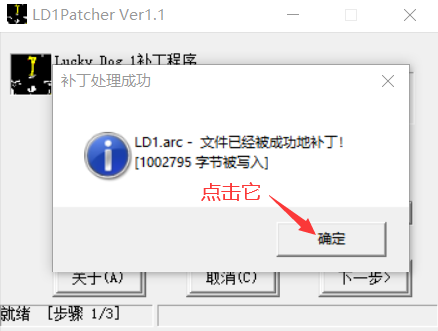 LD1Patcher Ver1.1
Lucky Dog 1补丁程序
补丁处理成功
LD1.arc - 文件已经被成功地补丁!
[1002795 字节被写入]
点击它
确定
关于(A) 取消(C) 下一步>
就绪 [步骤 1/3]